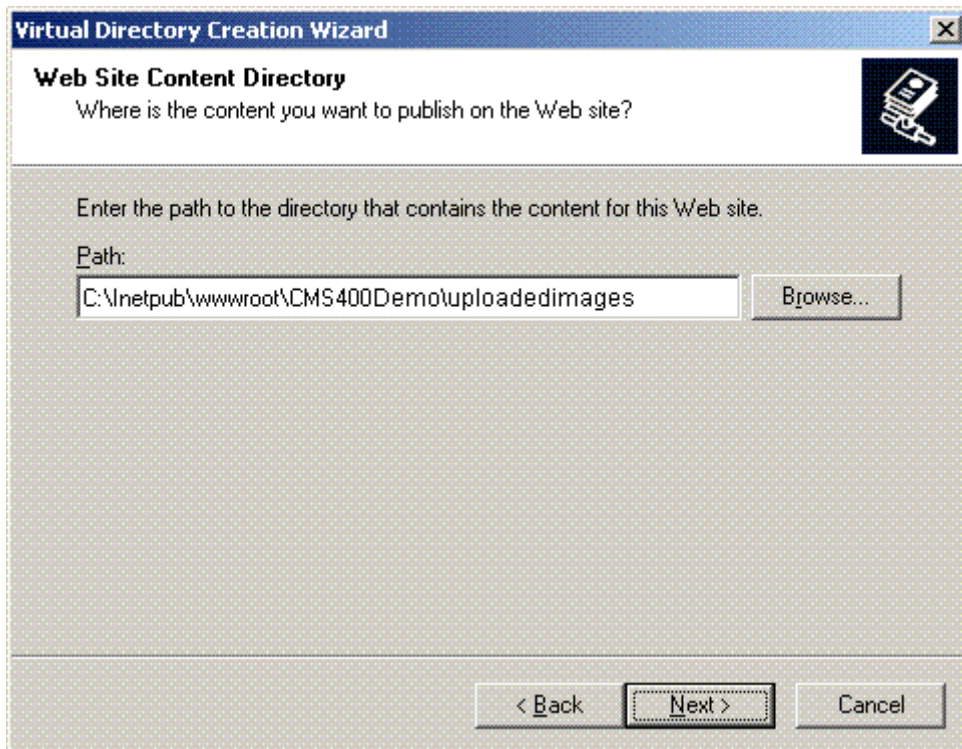 Virtual Directory Creation Wizard
Web Site Content Directory
Where is the content you want to publish on the Web site?
Enter the path to the directory that contains the content for this Web site.
Path:
C:\Inetpub\wwwroot\CMS400Demo\uploadedimages
Browse...
< Back
Next >
Cancel